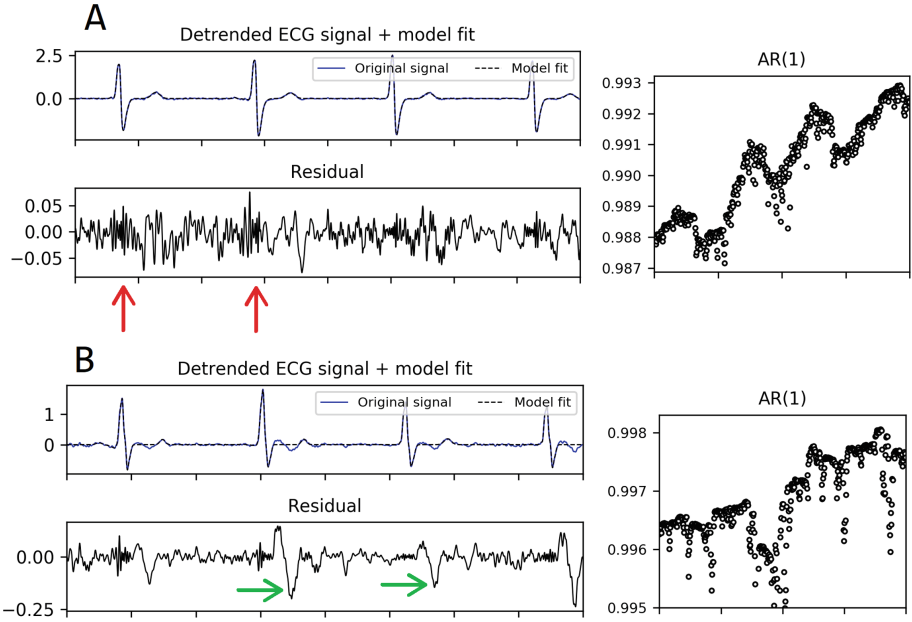 A
Detrended ECG signal + model fit
2.5
0.0
Original signal
Model fit
Residual
0.05
0.00
−0.05
AR(1)
0.993
0.992
0.991
0.990
0.989
0.988
0.987
B
Detrended ECG signal + model fit
1
0
Original signal
Model fit
Residual
0.00
−0.25
AR(1)
0.998
0.997
0.996
0.995